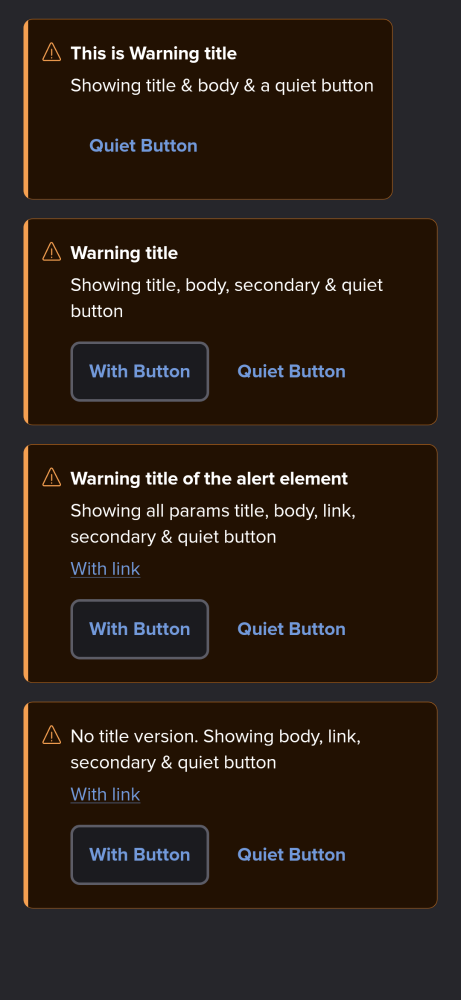 This is Warning title
Showing title & body & a quiet button
Quiet Button
Warning title
Showing title, body, secondary & quiet
button
With Button Quiet Button
Warning title of the alert element
Showing all params title, body, link,
secondary & quiet button
With link
With Button Quiet Button
No title version. Showing body, link,
secondary & quiet button
With link
With Button Quiet Button